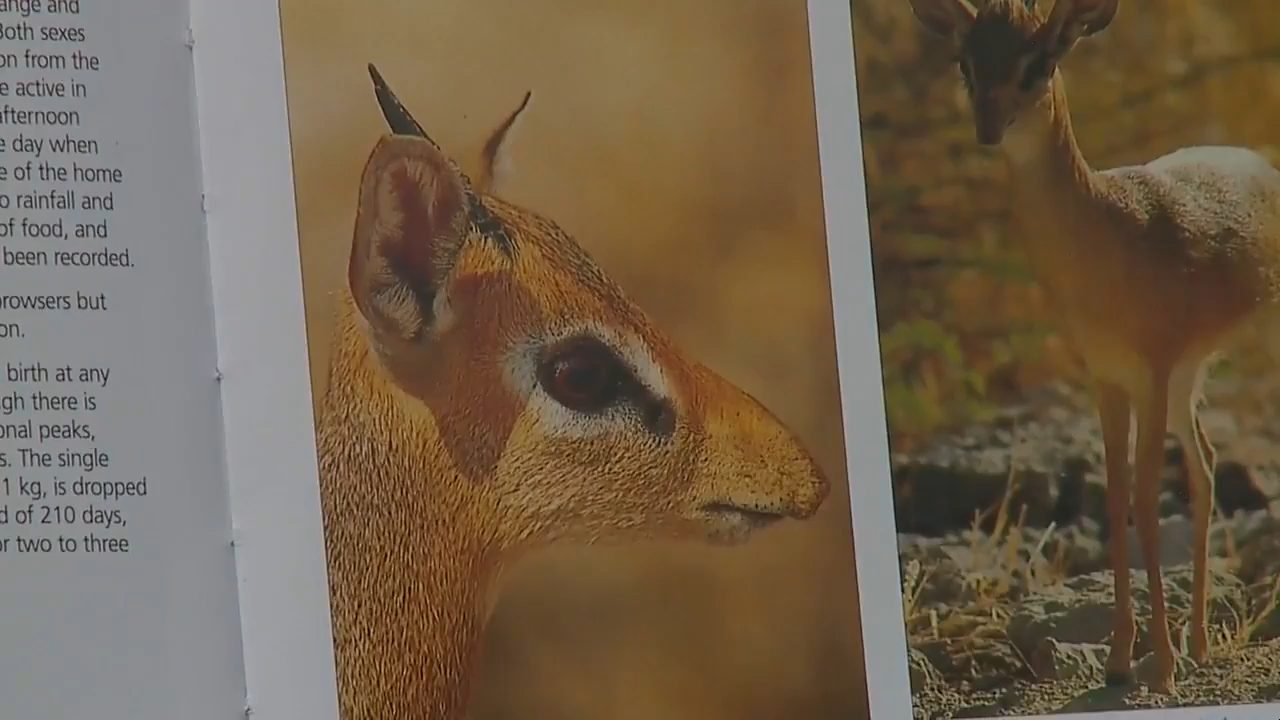 ange and
Both sexes
on from the
e active in
afternoon
e day when
e of the home
o rainfall and
of food, and
been recorded.
browsers but
on.
birth at any
gh there is
onal peaks,
s. The single
1 kg, is dropped
d of 210 days,
or two to three